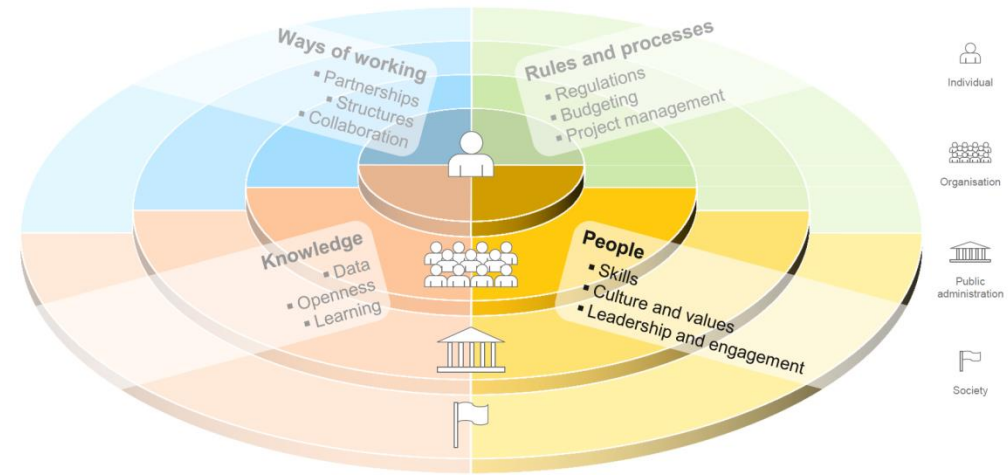 Ways of working
▪ Partnerships
▪ Structures
▪ Collaboration
Rules and processes
▪ Regulations
▪ Budgeting
▪ Project management
Knowledge
▪ Data
▪ Openness
▪ Learning
People
▪ Skills
▪ Culture and values
▪ Leadership and engagement
Individual
Organisation
Public
administration
Society